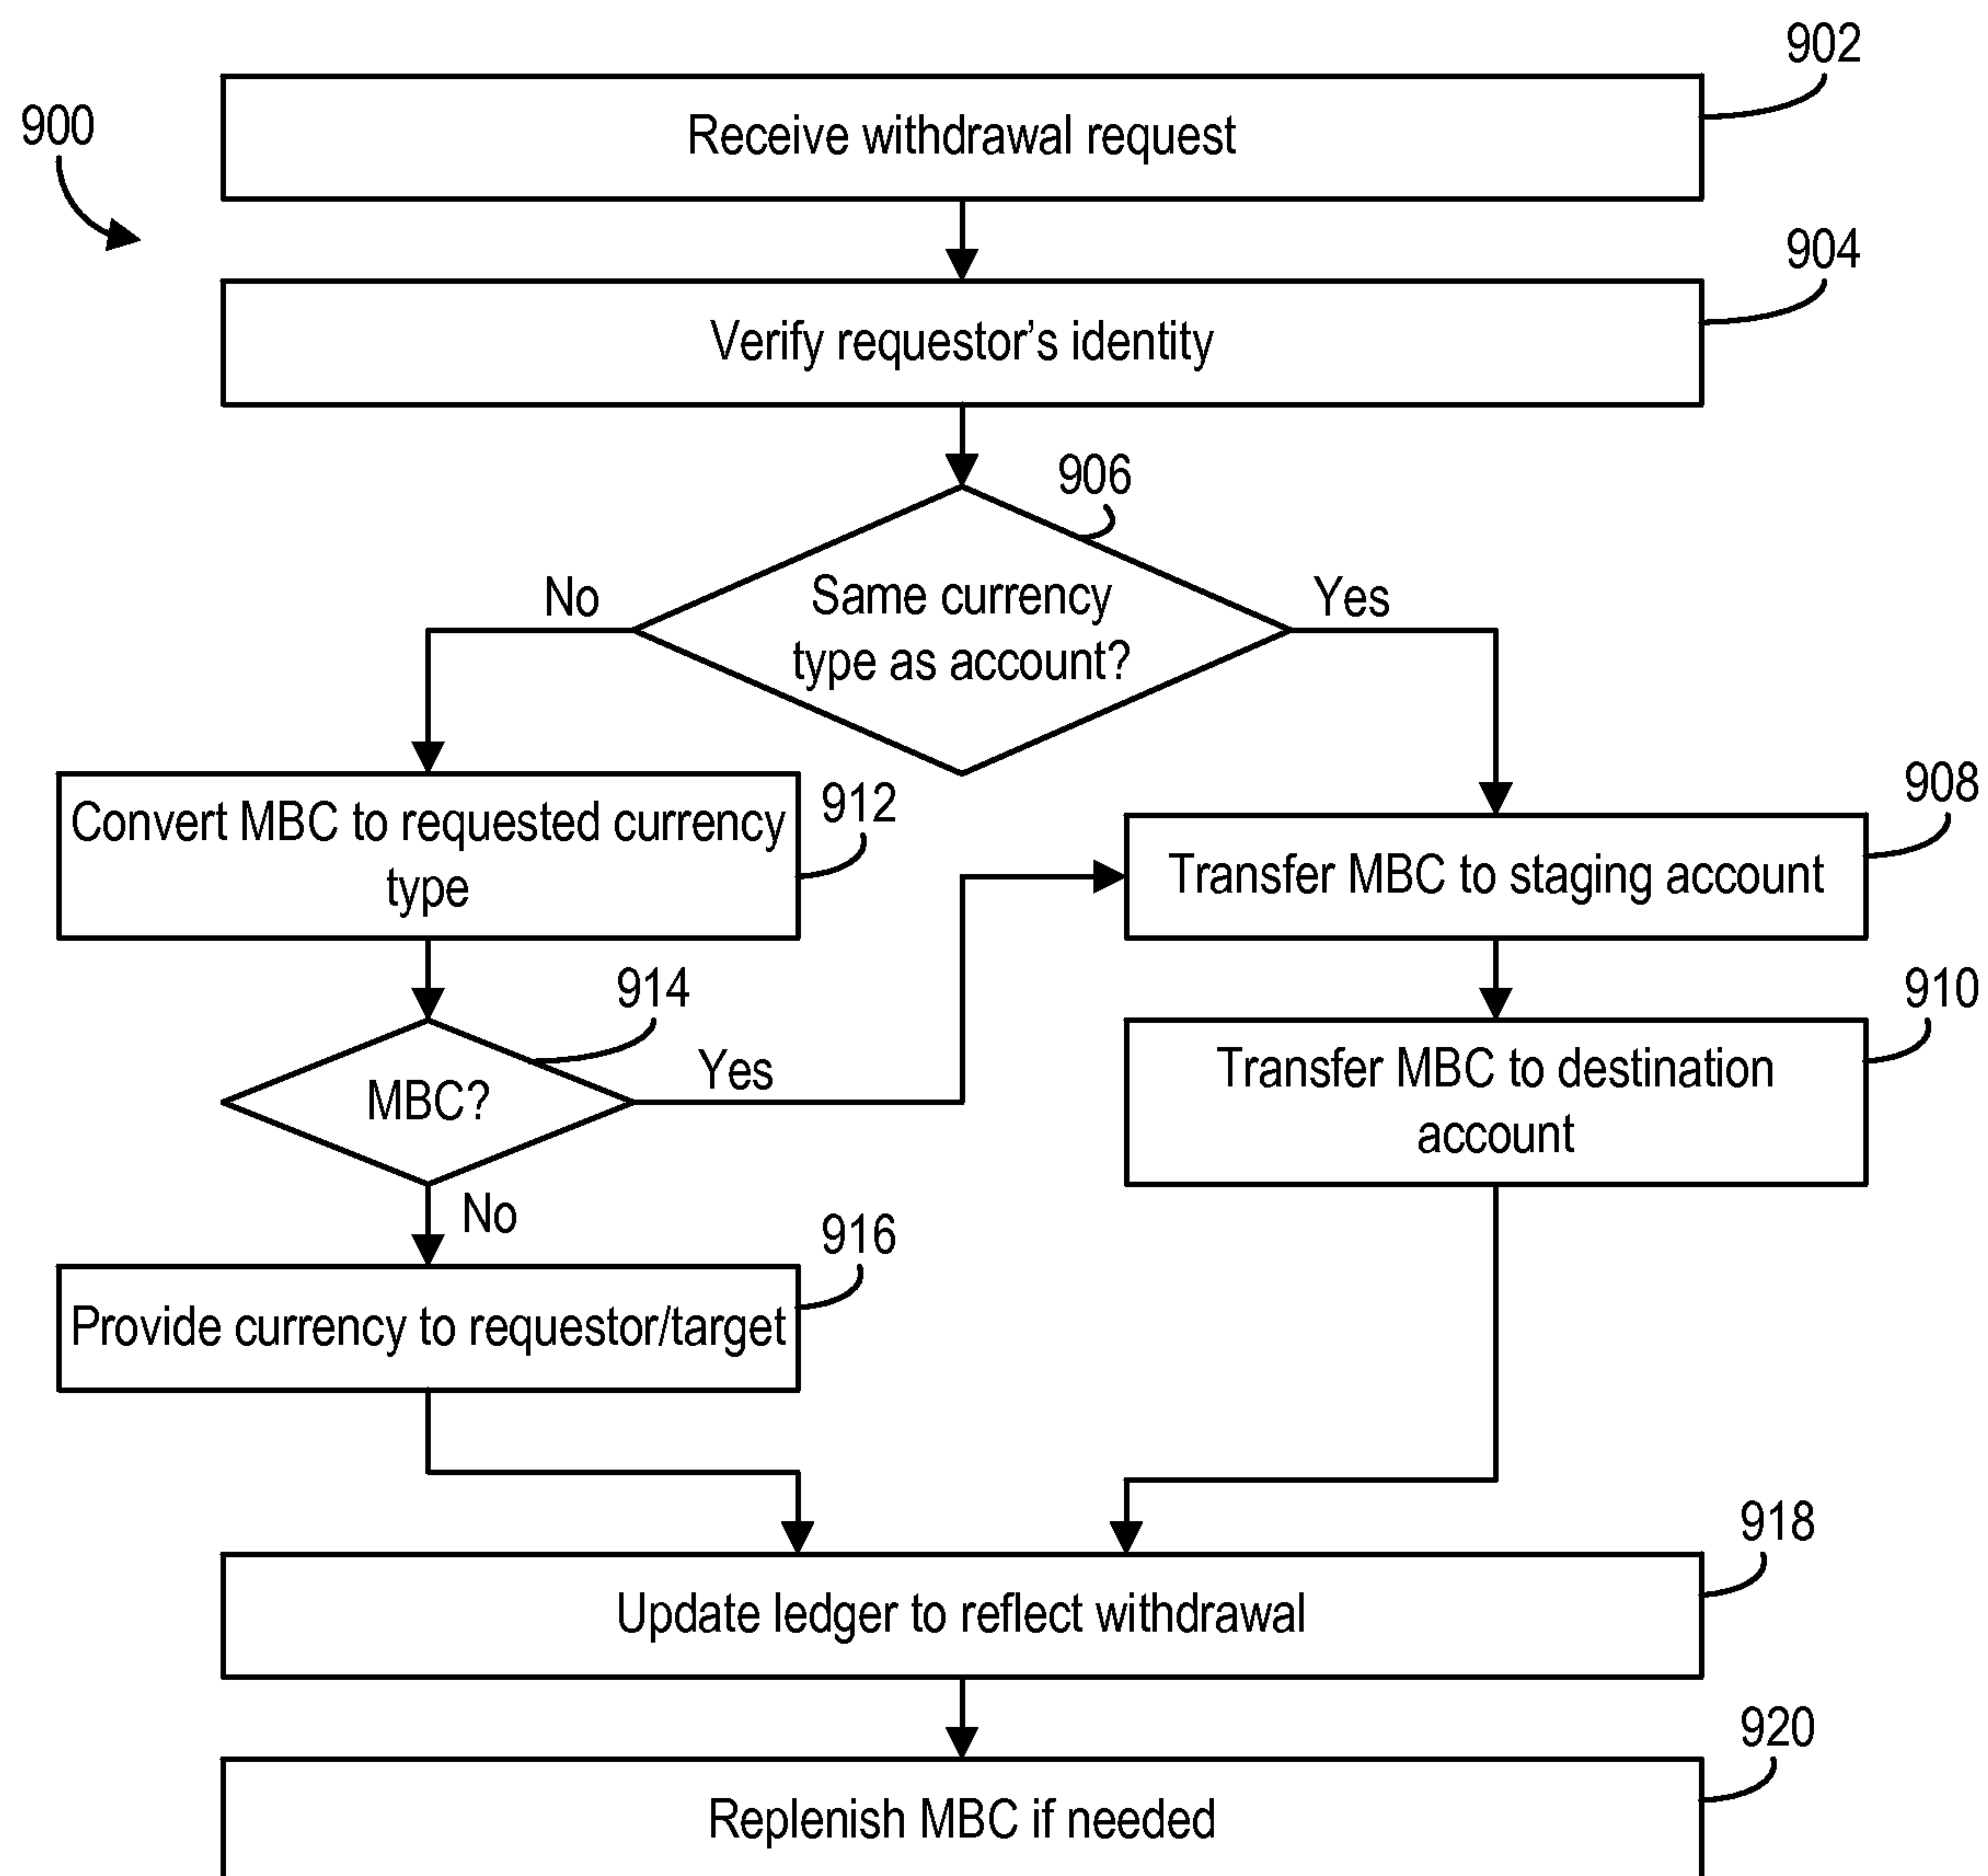 902
Receive withdrawal request
900
904
Verify requestor’s identity
906
Same currency
type as account?
No
Yes
912
Convert MBC to requested currency
type
908
Transfer MBC to staging account
914
MBC?
Yes
No
910
Transfer MBC to destination
account
916
Provide currency to requestor/target
918
Update ledger to reflect withdrawal
920
Replenish MBC if needed